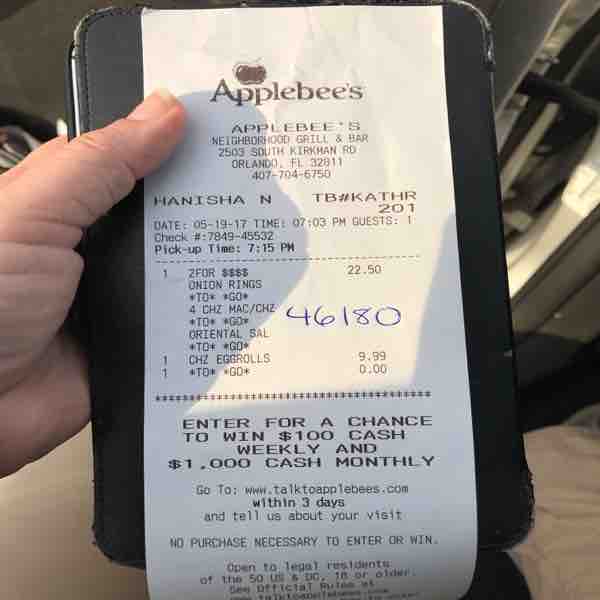 Applebee's
APPLEBEE'S
NEIGHBORHOOD GRILL & BAR
2503 SOUTH KIRKMAN RD
ORLANDO, FL 32811
407-704-6750
HANISHA N TB#KATHR
201
DATE: 05-19-17 TIME: 07:03 PM GUESTS: 1
Check #:7849-45532
Pick-up Time: 7:15 PM
1 2FOR $$$$ 22.50
ONION RINGS
*TO* *GO*
4 CHZ MAC/CHZ
*TO* *GO*
46180
ORIENTAL SAL
*TO* *GO*
1 CHZ EGGROLLS 9.99
1 *TO* *GO* 0.00
ENTER FOR A CHANCE
TO WIN $100 CASH
WEEKLY AND
$1,000 CASH MONTHLY
Go To: www.talktoapplebees.com
within 3 days
and tell us about your visit
NO PURCHASE NECESSARY TO ENTER OR WIN.
Open to legal residents
of the 50 US & DC, 18 or older.
See Official Rules at